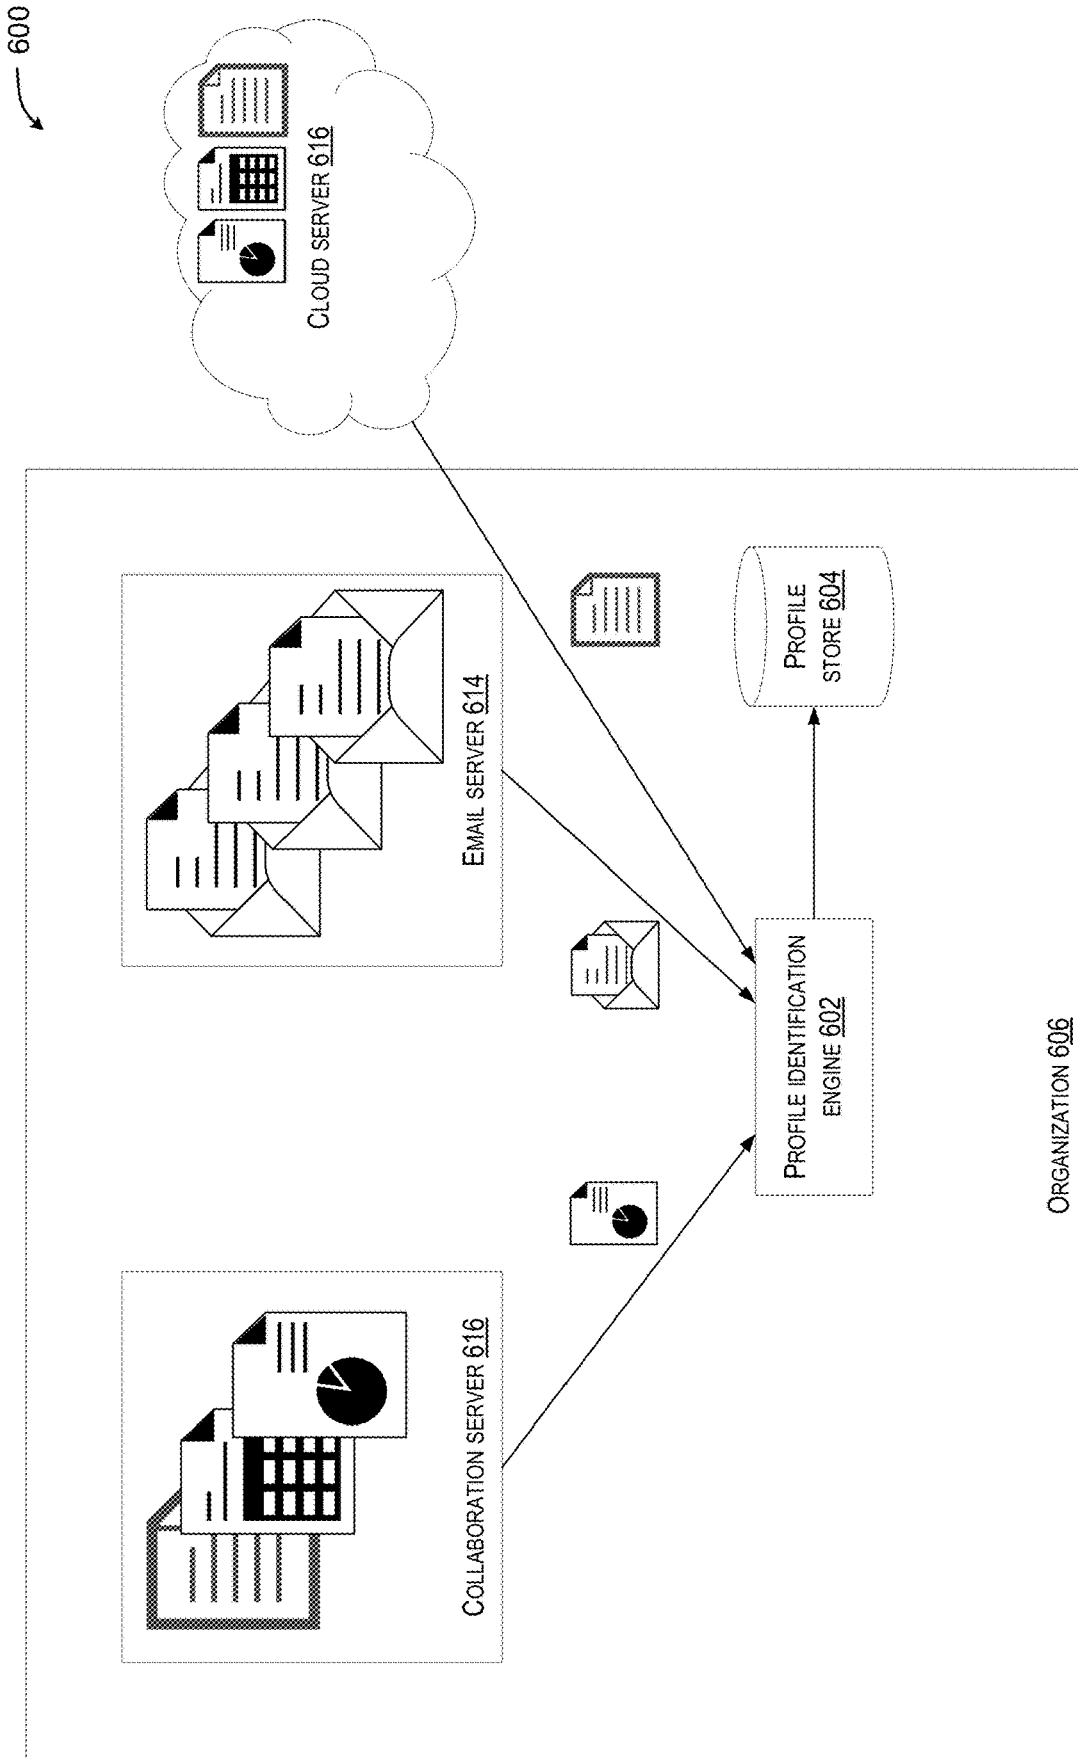 600
COLLABORATION SERVER 616
EMAIL SERVER 614
CLOUD SERVER 616
PROFILE IDENTIFICATION
ENGINE 602
PROFILE
STORE 604
ORGANIZATION 606